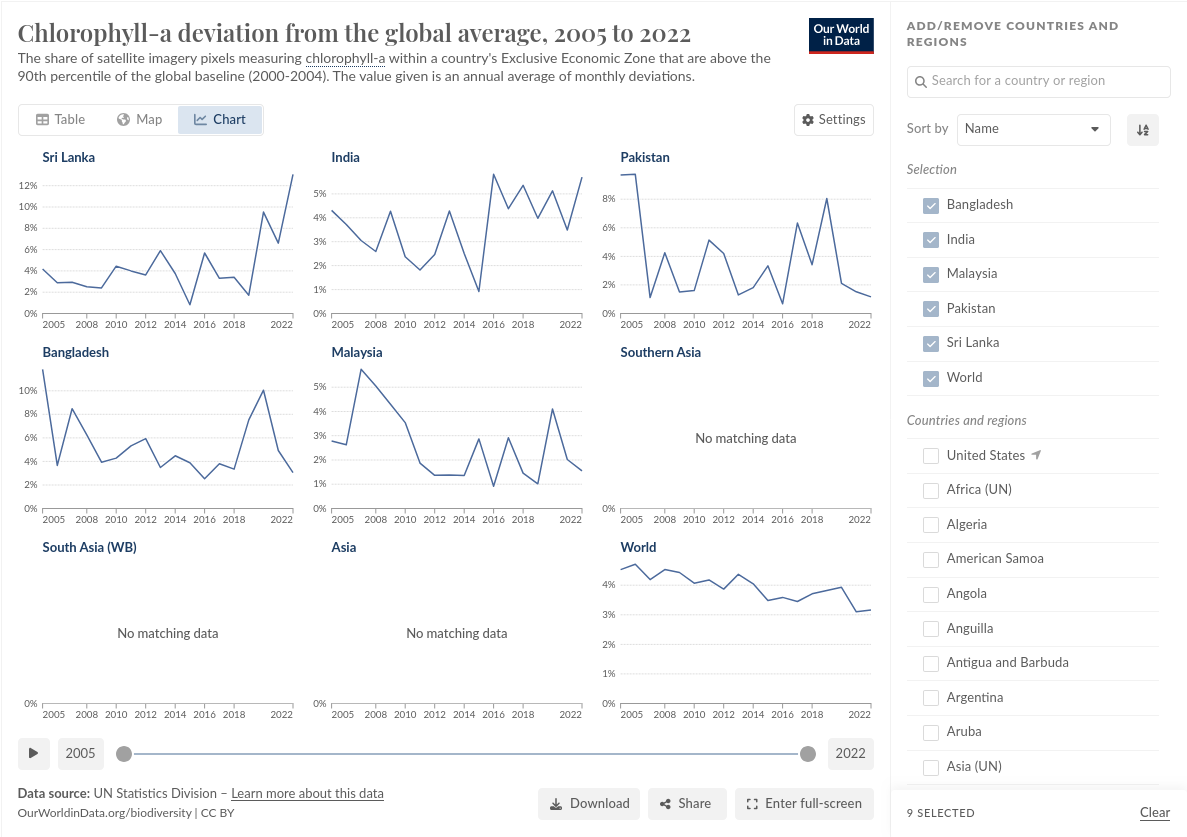 Chlorophyll-a deviation from the global average, 2005 to 2022
The share of satellite imagery pixels measuring chlorophyll-a within a country's Exclusive Economic Zone that are above the
90th percentile of the global baseline (2000-2004). The value given is an annual average of monthly deviations.
Our World
in Data
Table
Map
Chart
Settings
Sri Lanka
12%
10%
8%
6%
4%
2%
0%
2005 2008 2010 2012 2014 2016 2018 2022
India
5%
4%
3%
2%
1%
0%
2005 2008 2010 2012 2014 2016 2018 2022
Pakistan
8%
6%
4%
2%
0%
2005 2008 2010 2012 2014 2016 2018 2022
Bangladesh
10%
8%
6%
4%
2%
0%
2005 2008 2010 2012 2014 2016 2018 2022
Malaysia
5%
4%
3%
2%
1%
0%
2005 2008 2010 2012 2014 2016 2018 2022
Southern Asia
No matching data
0%
2005 2008 2010 2012 2014 2016 2018 2022
South Asia (WB)
No matching data
0%
2005 2008 2010 2012 2014 2016 2018 2022
Asia
No matching data
0%
2005 2008 2010 2012 2014 2016 2018 2022
World
4%
3%
2%
1%
0%
2005 2008 2010 2012 2014 2016 2018 2022
2005
2022
Data source: UN Statistics Division – Learn more about this data
OurWorldinData.org/biodiversity | CC BY
Download
Share
Enter full-screen
ADD/REMOVE COUNTRIES AND
REGIONS
Search for a country or region
Sort by
Name
Selection
Bangladesh
India
Malaysia
Pakistan
Sri Lanka
World
Countries and regions
United States
Africa (UN)
Algeria
American Samoa
Angola
Anguilla
Antigua and Barbuda
Argentina
Aruba
Asia (UN)
9 SELECTED
Clear